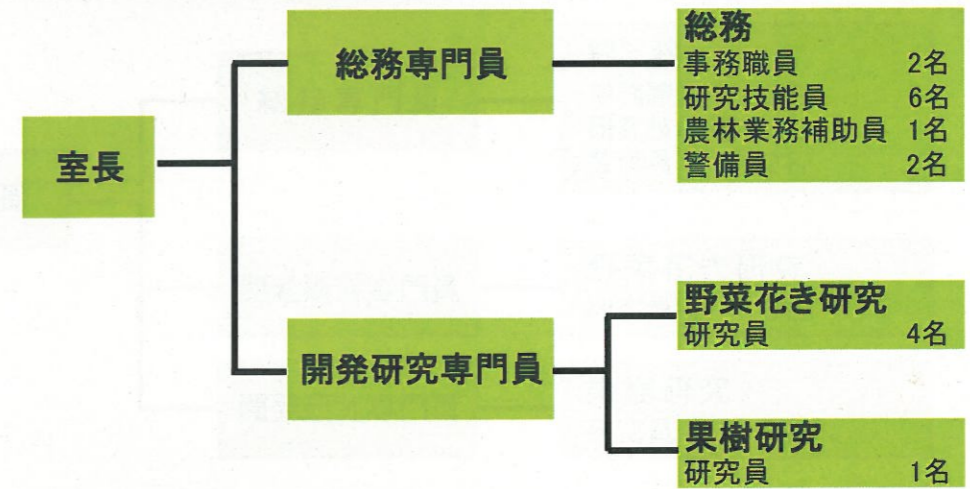 室長
総務専門員
総務
事務職員 2名
研究技能員 6名
農林業務補助員 1名
警備員 2名
開発研究専門員
野菜花き研究
研究員 4名
果樹研究
研究員 1名